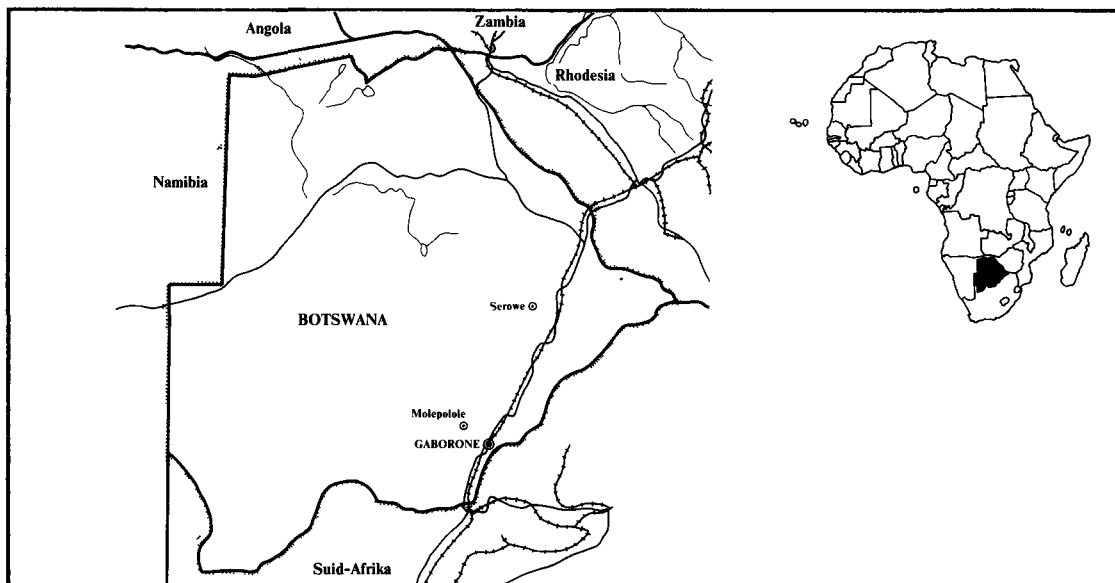 Zambia
Angola
Rhodesia
Namibia
Serowe
BOTSWANA
Molepolole
GABORONE
Suid-Afrika